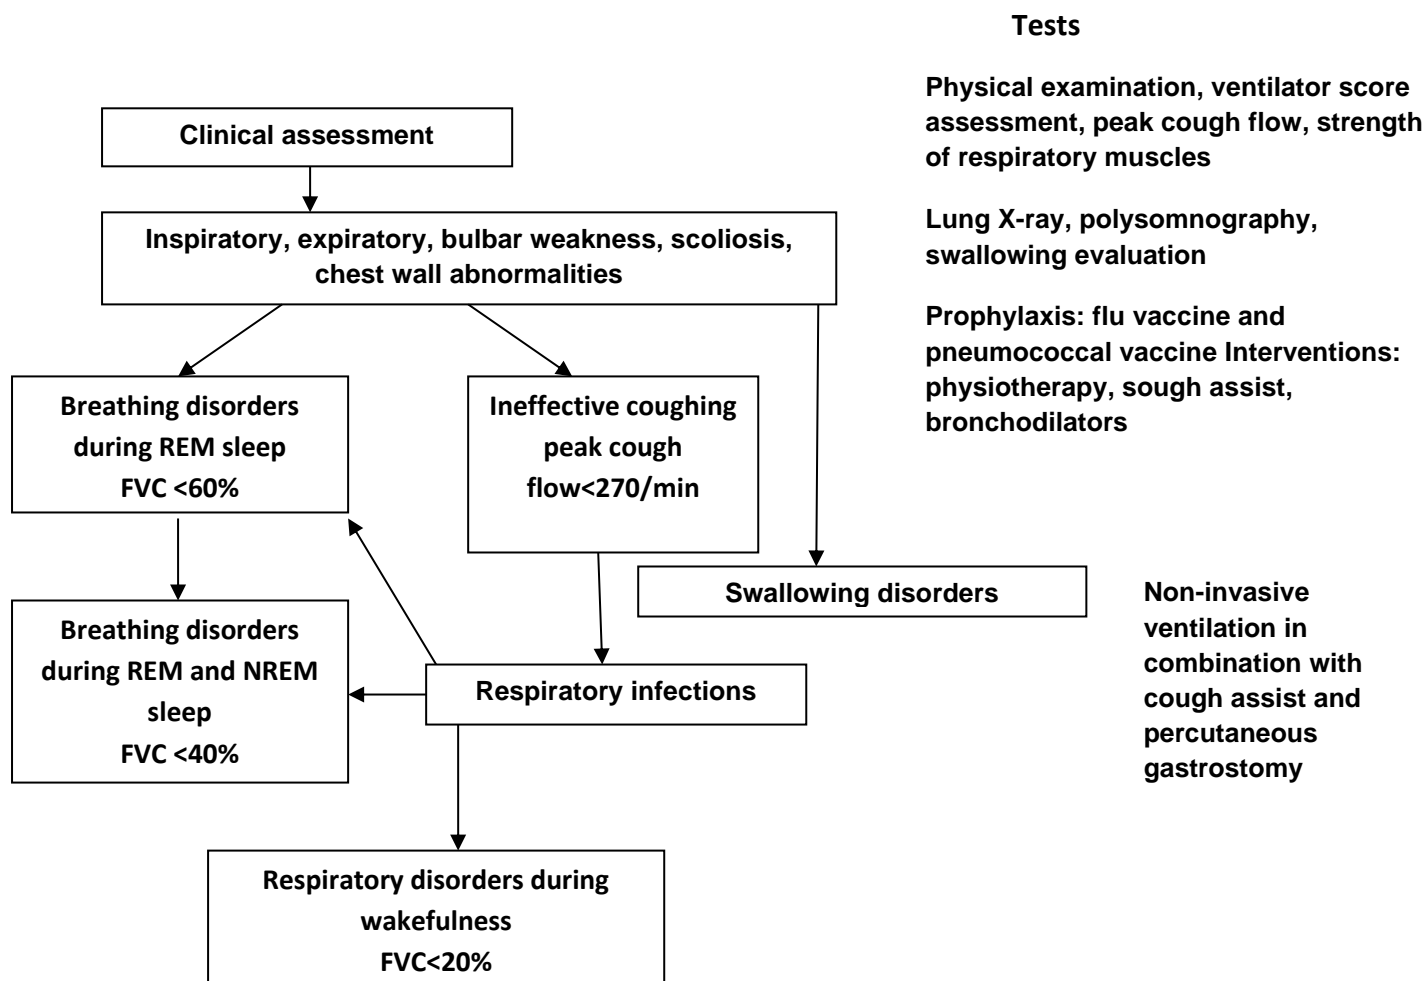 Tests
Physical examination, ventilator score
assessment, peak cough flow, strength
of respiratory muscles
Lung X-ray, polysomnography,
swallowing evaluation
Prophylaxis: flu vaccine and
pneumococcal vaccine Interventions:
physiotherapy, sough assist,
bronchodilators
Clinical assessment
Inspiratory, expiratory, bulbar weakness, scoliosis,
chest wall abnormalities
Breathing disorders
during REM sleep
FVC <60%
Ineffective coughing
peak cough
flow<270/min
Swallowing disorders
Breathing disorders
during REM and NREM
sleep
FVC <40%
Respiratory infections
Non-invasive
ventilation in
combination with
cough assist and
percutaneous
gastrostomy
Respiratory disorders during
wakefulness
FVC<20%